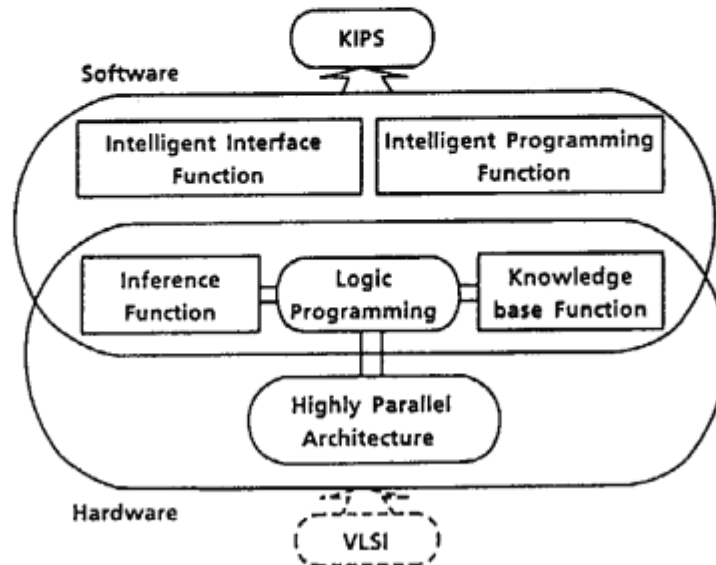 KIPS
Software
Intelligent Interface
Function
Intelligent Programming
Function
Inference
Function
Logic
Programming
Knowledge
base Function
Highly Parallel
Architecture
Hardware
VLSI